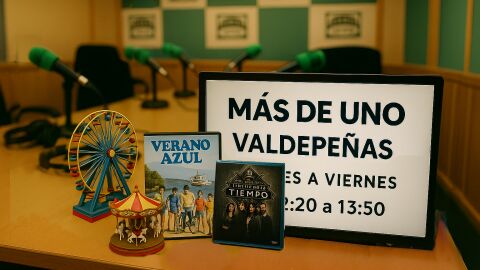 MÁS DE UNO
VALDEPEÑAS
ES A VIERNES
2:20 a 13:50
VERANO
AZUL
TIEMPO